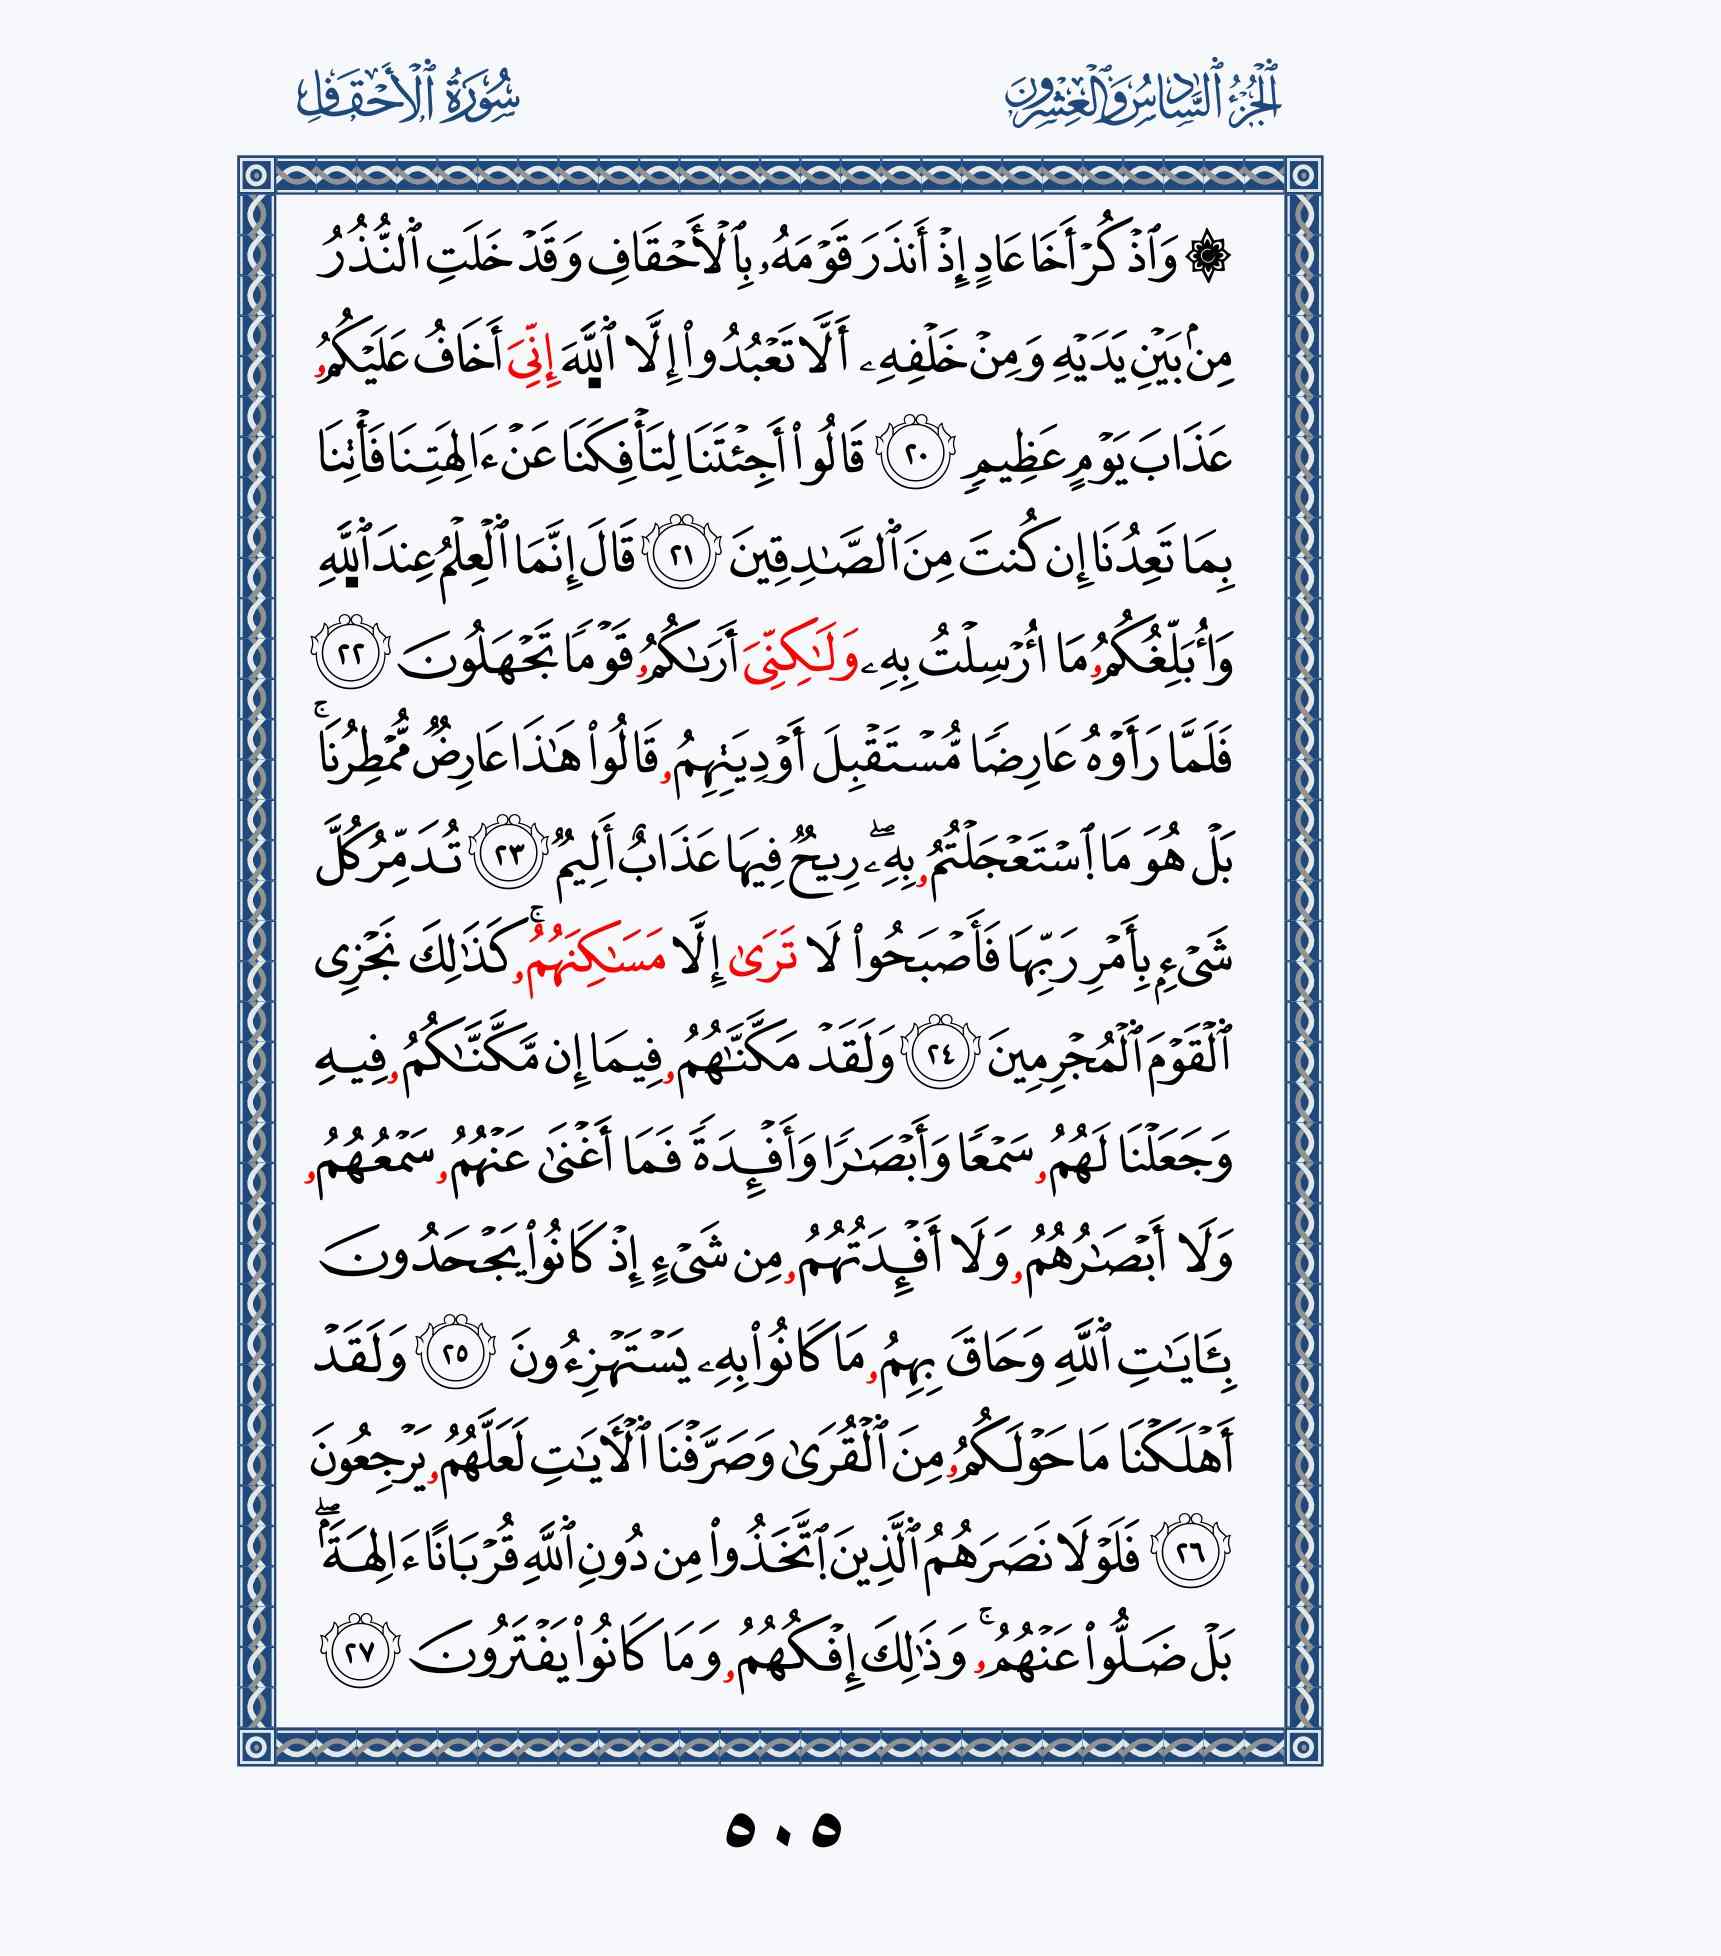 ٱلْجُزْءُ ٱلسَّادِسُ وَٱلْعِشْرُونَ
سُورَةُ ٱلْأَحْقَافِ
۞ وَٱذْكُرْ أَخَا عَادٍ إِذْ أَنذَرَ قَوْمَهُۥ بِٱلْأَحْقَافِ وَقَدْ خَلَتِ ٱلنُّذُرُ
مِنۢ بَيْنِ يَدَيْهِ وَمِنْ خَلْفِهِۦ أَلَّا تَعْبُدُوا۟ إِلَّا ٱللَّهَ إِنِّيَ أَخَافُ عَلَيْكُمُۥ
عَذَابَ يَوْمٍ عَظِيمٍ ٢٠ قَالُوا۟ أَجِئْتَنَا لِتَأْفِكَنَا عَنْ ءَالِهَتِنَا فَأْتِنَا
بِمَا تَعِدُنَا إِن كُنتَ مِنَ ٱلصَّـٰدِقِينَ ٢١ قَالَ إِنَّمَا ٱلْعِلْمُ عِندَ ٱللَّهِ
وَأُبَلِّغُكُمُۥ مَا أُرْسِلْتُ بِهِۦ وَلَـٰكِنِّيَ أَرَىٰكُمُۥ قَوْمًا تَجْهَلُونَ ٢٢
فَلَمَّا رَأَوْهُ عَارِضًا مُّسْتَقْبِلَ أَوْدِيَتِهِمُۥ قَالُوا۟ هَـٰذَا عَارِضٌ مُّمْطِرُنَا ۚ
بَلْ هُوَ مَا ٱسْتَعْجَلْتُمُۥ بِهِۦ ۖ رِيحٌ فِيهَا عَذَابٌ أَلِيمٌ ٢٣ تُدَمِّرُ كُلَّ
شَىْءٍۭ بِأَمْرِ رَبِّهَا فَأَصْبَحُوا۟ لَا تَرَىٰ إِلَّا مَسَـٰكِنَهُمُۥ ۚ كَذَٰلِكَ نَجْزِى
ٱلْقَوْمَ ٱلْمُجْرِمِينَ ٢٤ وَلَقَدْ مَكَّنَّـٰهُمُۥ فِيمَا إِن مَّكَّنَّـٰكُمُۥ فِيهِ
وَجَعَلْنَا لَهُمُۥ سَمْعًا وَأَبْصَـٰرًا وَأَفْـِٔدَةً فَمَا أَغْنَىٰ عَنْهُمُۥ سَمْعُهُمُۥ
وَلَا أَبْصَـٰرُهُمُۥ وَلَا أَفْـِٔدَتُهُمُۥ مِن شَىْءٍ إِذْ كَانُوا۟ يَجْحَدُونَ
بِـَٔايَـٰتِ ٱللَّهِ وَحَاقَ بِهِمُۥ مَا كَانُوا۟ بِهِۦ يَسْتَهْزِءُونَ ٢٥ وَلَقَدْ
أَهْلَكْنَا مَا حَوْلَكُمُۥ مِنَ ٱلْقُرَىٰ وَصَرَّفْنَا ٱلْأَيَـٰتِ لَعَلَّهُمُۥ يَرْجِعُونَ
٢٦ فَلَوْلَا نَصَرَهُمُ ٱلَّذِينَ ٱتَّخَذُوا۟ مِن دُونِ ٱللَّهِ قُرْبَانًا ءَالِهَةَۢ ۖ
بَلْ ضَلُّوا۟ عَنْهُمُۥ ۚ وَذَٰلِكَ إِفْكُهُمُۥ وَمَا كَانُوا۟ يَفْتَرُونَ ٢٧
٥٠٥